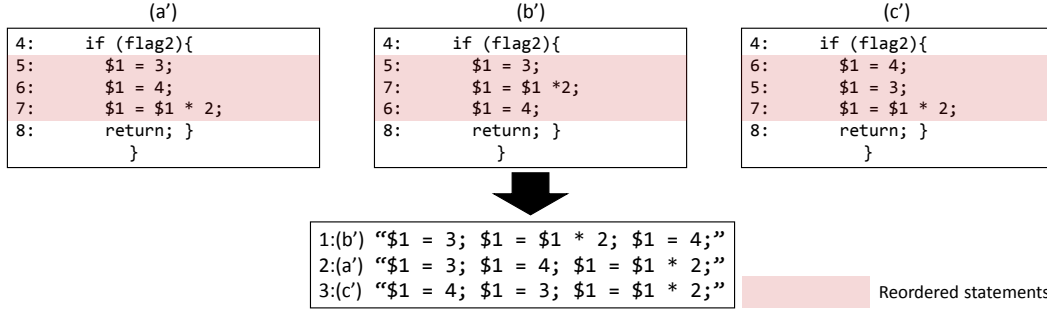 (a’)
4: if (flag2){
5: $1 = 3;
6: $1 = 4;
7: $1 = $1 * 2;
8: return; }
}
(b’)
4: if (flag2){
5: $1 = 3;
7: $1 = $1 *2;
6: $1 = 4;
8: return; }
}
(c’)
4: if (flag2){
6: $1 = 4;
5: $1 = 3;
7: $1 = $1 * 2;
8: return; }
}
1:(b’) “$1 = 3; $1 = $1 * 2; $1 = 4;”
2:(a’) “$1 = 3; $1 = 4; $1 = $1 * 2;”
3:(c’) “$1 = 4; $1 = 3; $1 = $1 * 2;”
Reordered statements